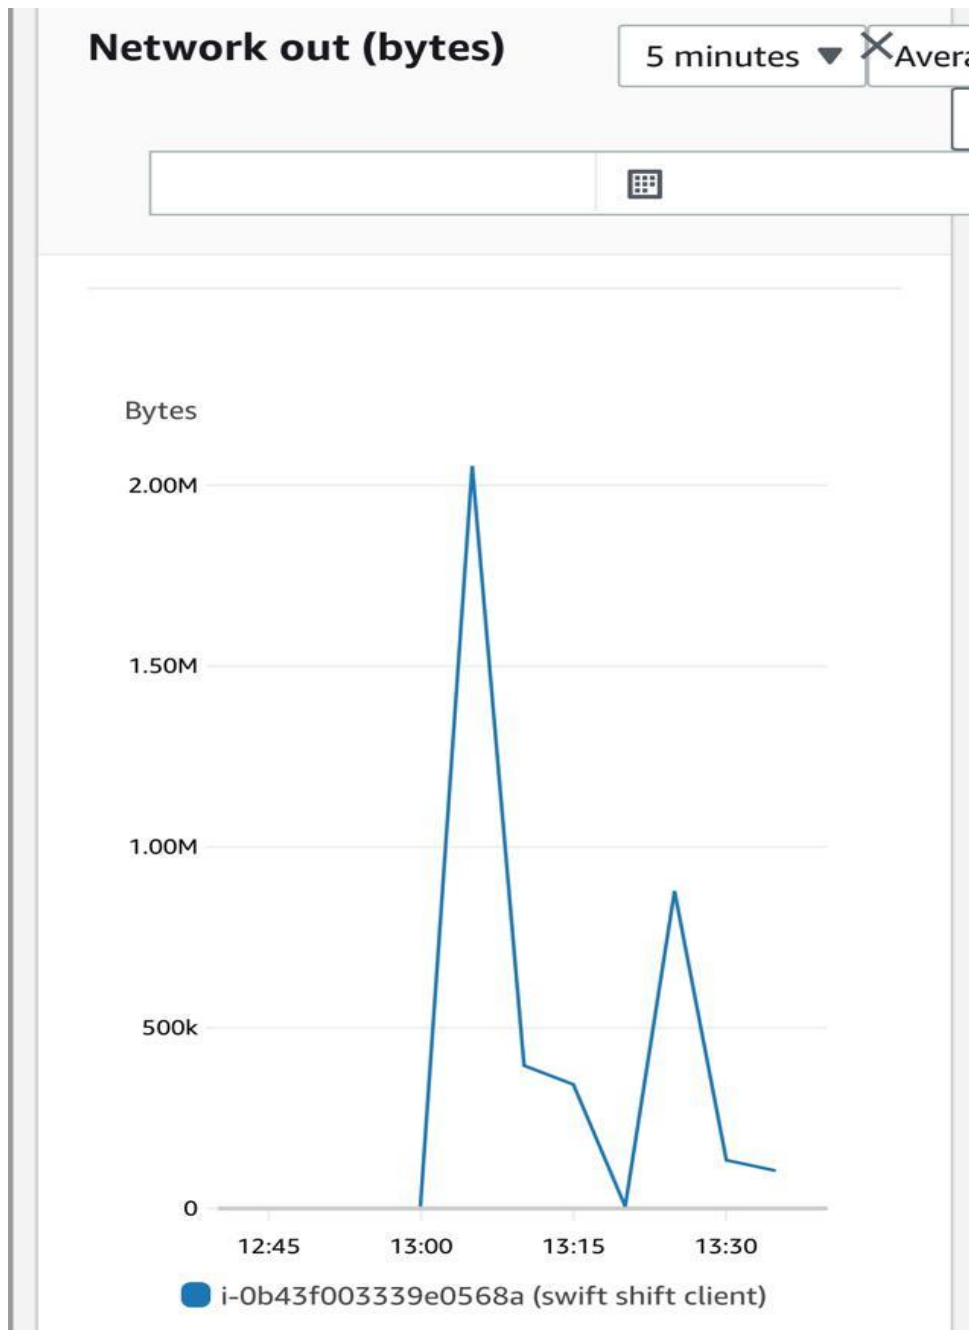 Network out (bytes)
5 minutes
Avera
Bytes
2.00M
1.50M
1.00M
500k
0
12:45 13:00 13:15 13:30
i-0b43f003339e0568a (swift shift client)